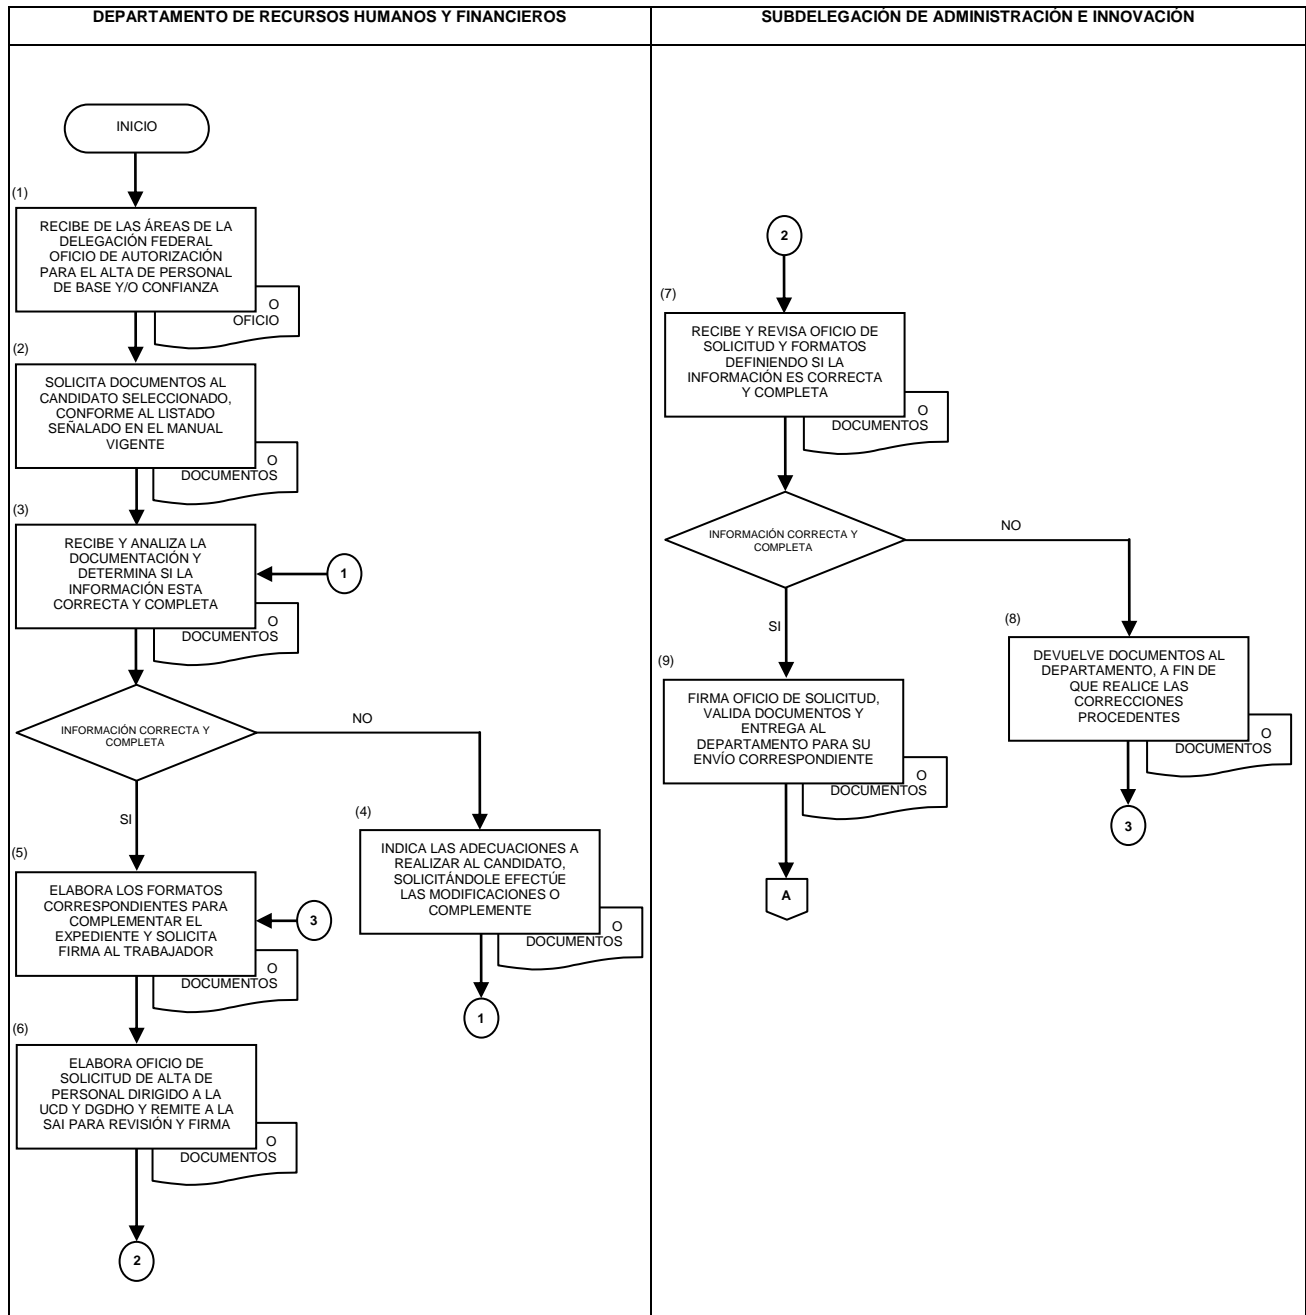 DEPARTAMENTO DE RECURSOS HUMANOS Y FINANCIEROS
INICIO
(1)
RECIBE DE LAS ÁREAS DE LA
DELEGACIÓN FEDERAL
OFICIO DE AUTORIZACIÓN
PARA EL ALTA DE PERSONAL
DE BASE Y/O CONFIANZA
O
OFICIO
(2)
SOLICITA DOCUMENTOS AL
CANDIDATO SELECCIONADO,
CONFORME AL LISTADO
SEÑALADO EN EL MANUAL
VIGENTE
O
DOCUMENTOS
(3)
RECIBE Y ANALIZA LA
DOCUMENTACIÓN Y
DETERMINA SI LA
INFORMACIÓN ESTA
CORRECTA Y COMPLETA
1
O
DOCUMENTOS
INFORMACIÓN CORRECTA Y
COMPLETA
NO
SI
(4)
INDICA LAS ADECUACIONES A
REALIZAR AL CANDIDATO,
SOLICITÁNDOLE EFECTÚE
LAS MODIFICACIONES O
COMPLEMENTE
O
DOCUMENTOS
1
(5)
ELABORA LOS FORMATOS
CORRESPONDIENTES PARA
COMPLEMENTAR EL
EXPEDIENTE Y SOLICITA
FIRMA AL TRABAJADOR
3
O
DOCUMENTOS
(6)
ELABORA OFICIO DE
SOLICITUD DE ALTA DE
PERSONAL DIRIGIDO A LA
UCD Y DGDHO Y REMITE A LA
SAI PARA REVISIÓN Y FIRMA
O
DOCUMENTOS
2
SUBDELEGACIÓN DE ADMINISTRACIÓN E INNOVACIÓN
2
(7)
RECIBE Y REVISA OFICIO DE
SOLICITUD Y FORMATOS
DEFINIENDO SI LA
INFORMACIÓN ES CORRECTA
Y COMPLETA
O
DOCUMENTOS
INFORMACIÓN CORRECTA Y
COMPLETA
NO
SI
(8)
DEVUELVE DOCUMENTOS AL
DEPARTAMENTO, A FIN DE
QUE REALICE LAS
CORRECCIONES
PROCEDENTES
O
DOCUMENTOS
3
(9)
FIRMA OFICIO DE SOLICITUD,
VALIDA DOCUMENTOS Y
ENTREGA AL
DEPARTAMENTO PARA SU
ENVÍO CORRESPONDIENTE
O
DOCUMENTOS
A